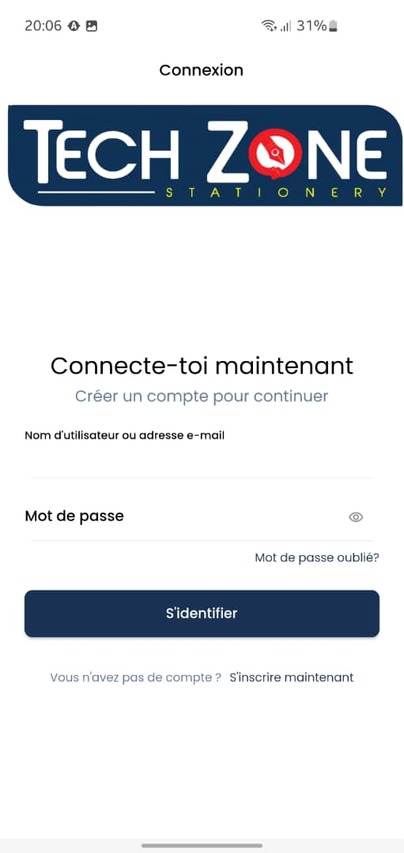 20:06 31%
Connexion
TECH ZONE
STATIONERY
Connecte-toi maintenant
Créer un compte pour continuer
Nom d'utilisateur ou adresse e-mail
Mot de passe
Mot de passe oublié?
S'identifier
Vous n'avez pas de compte ? S'inscrire maintenant